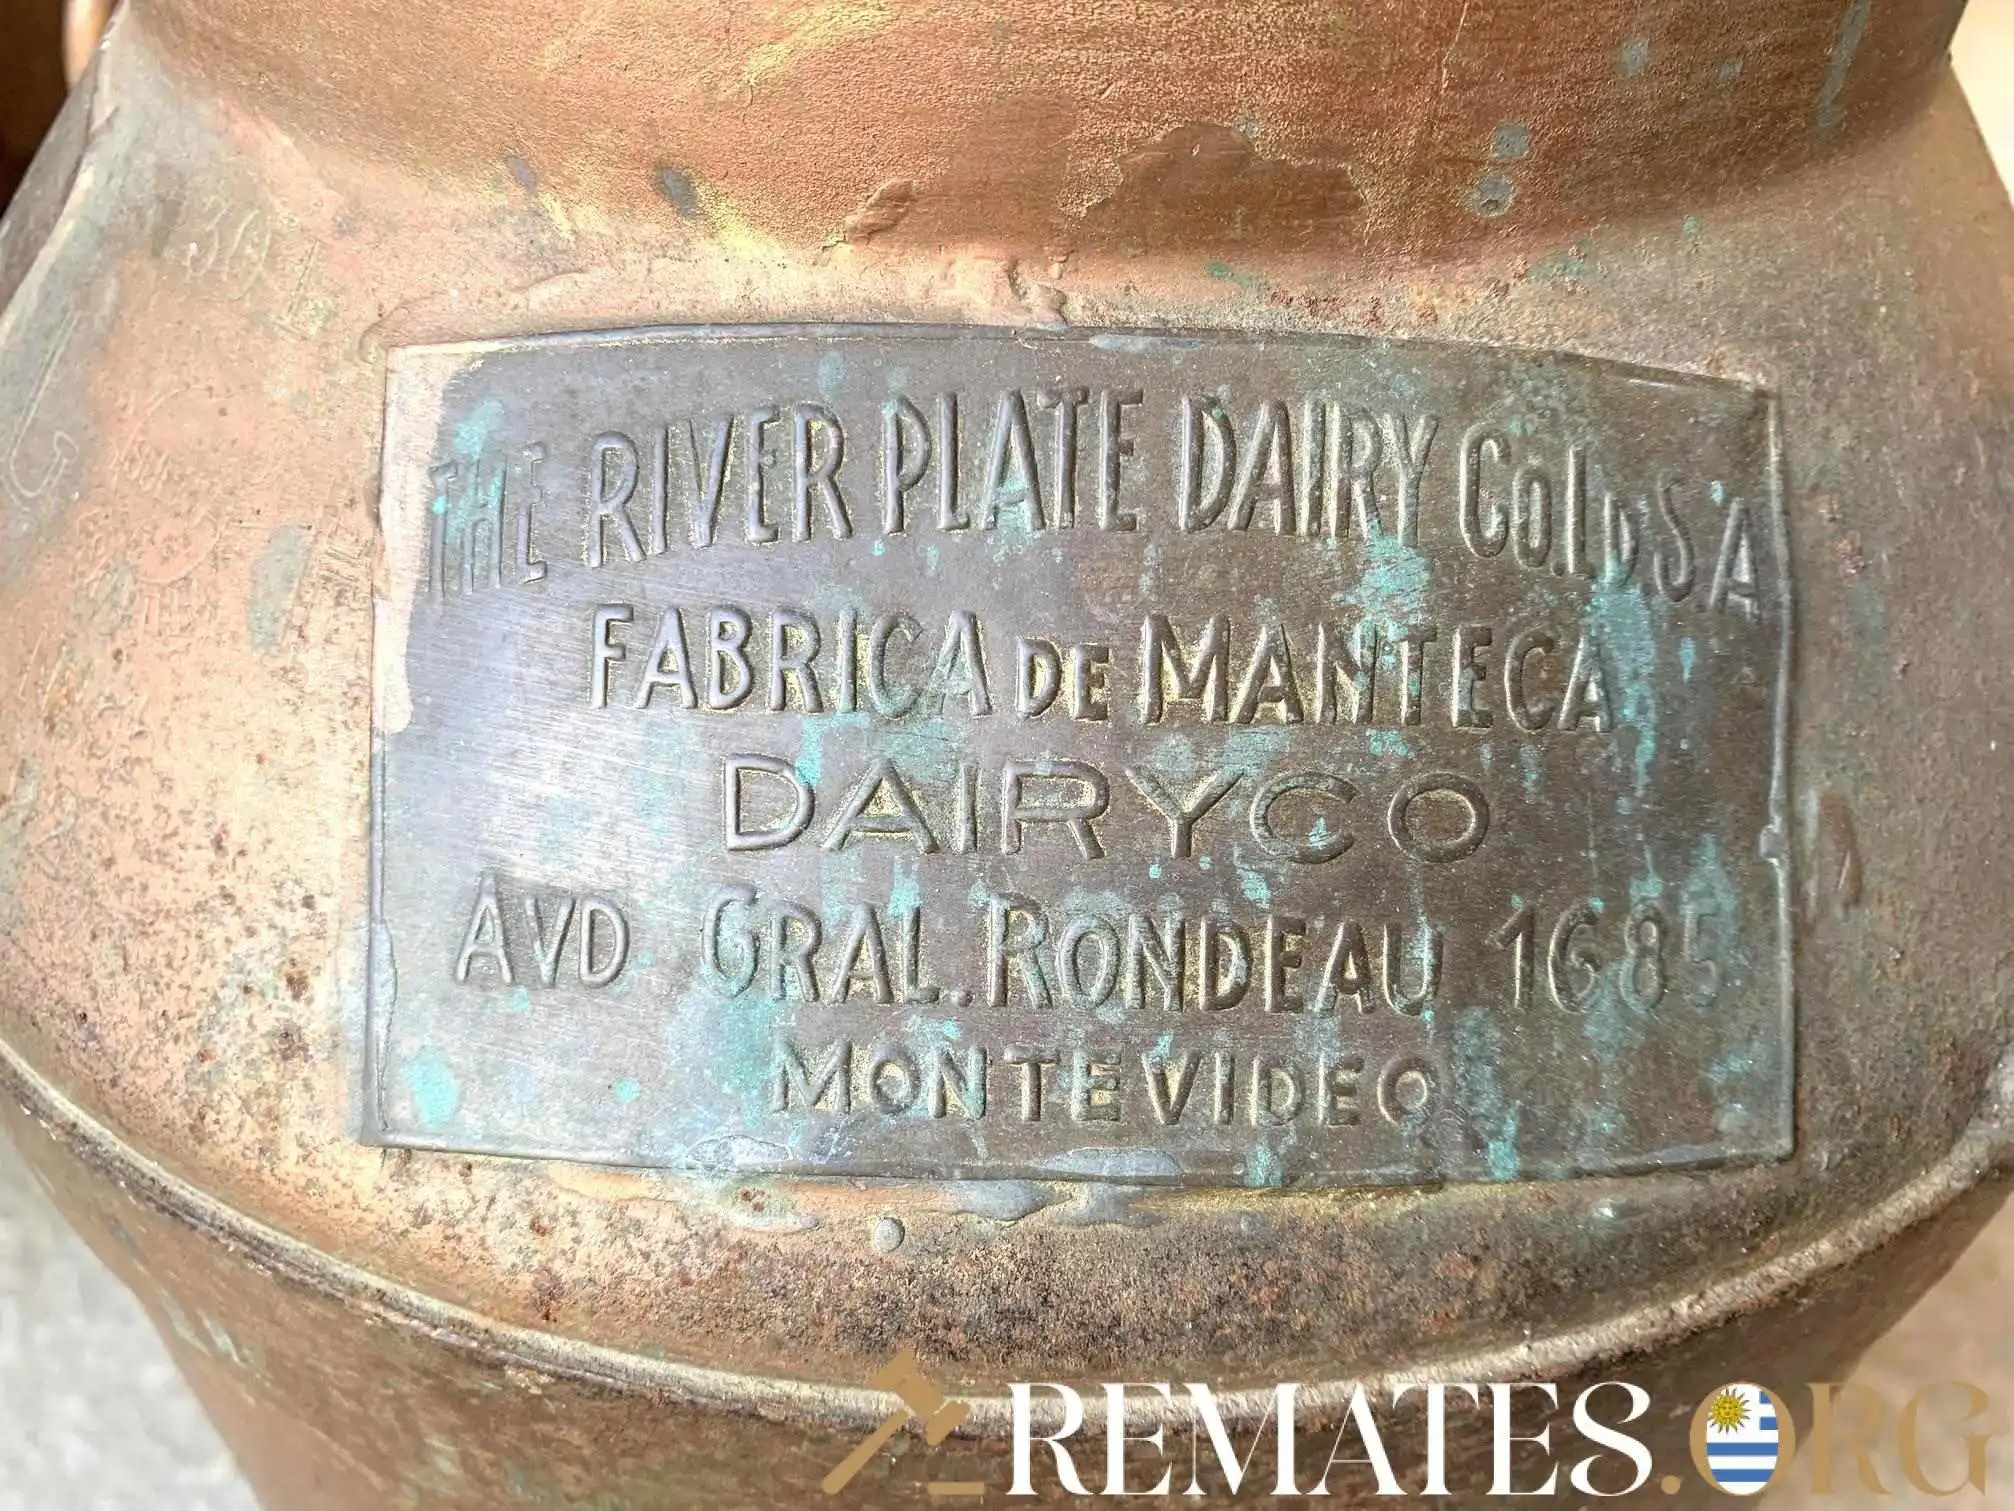 THE RIVER PLATE DAIRY Co. LD S.A
FABRICA DE MANTECA
DAIRYCO
AVD GRAL. RONDEAU 1685
MONTEVIDEO
REMATES.ORG